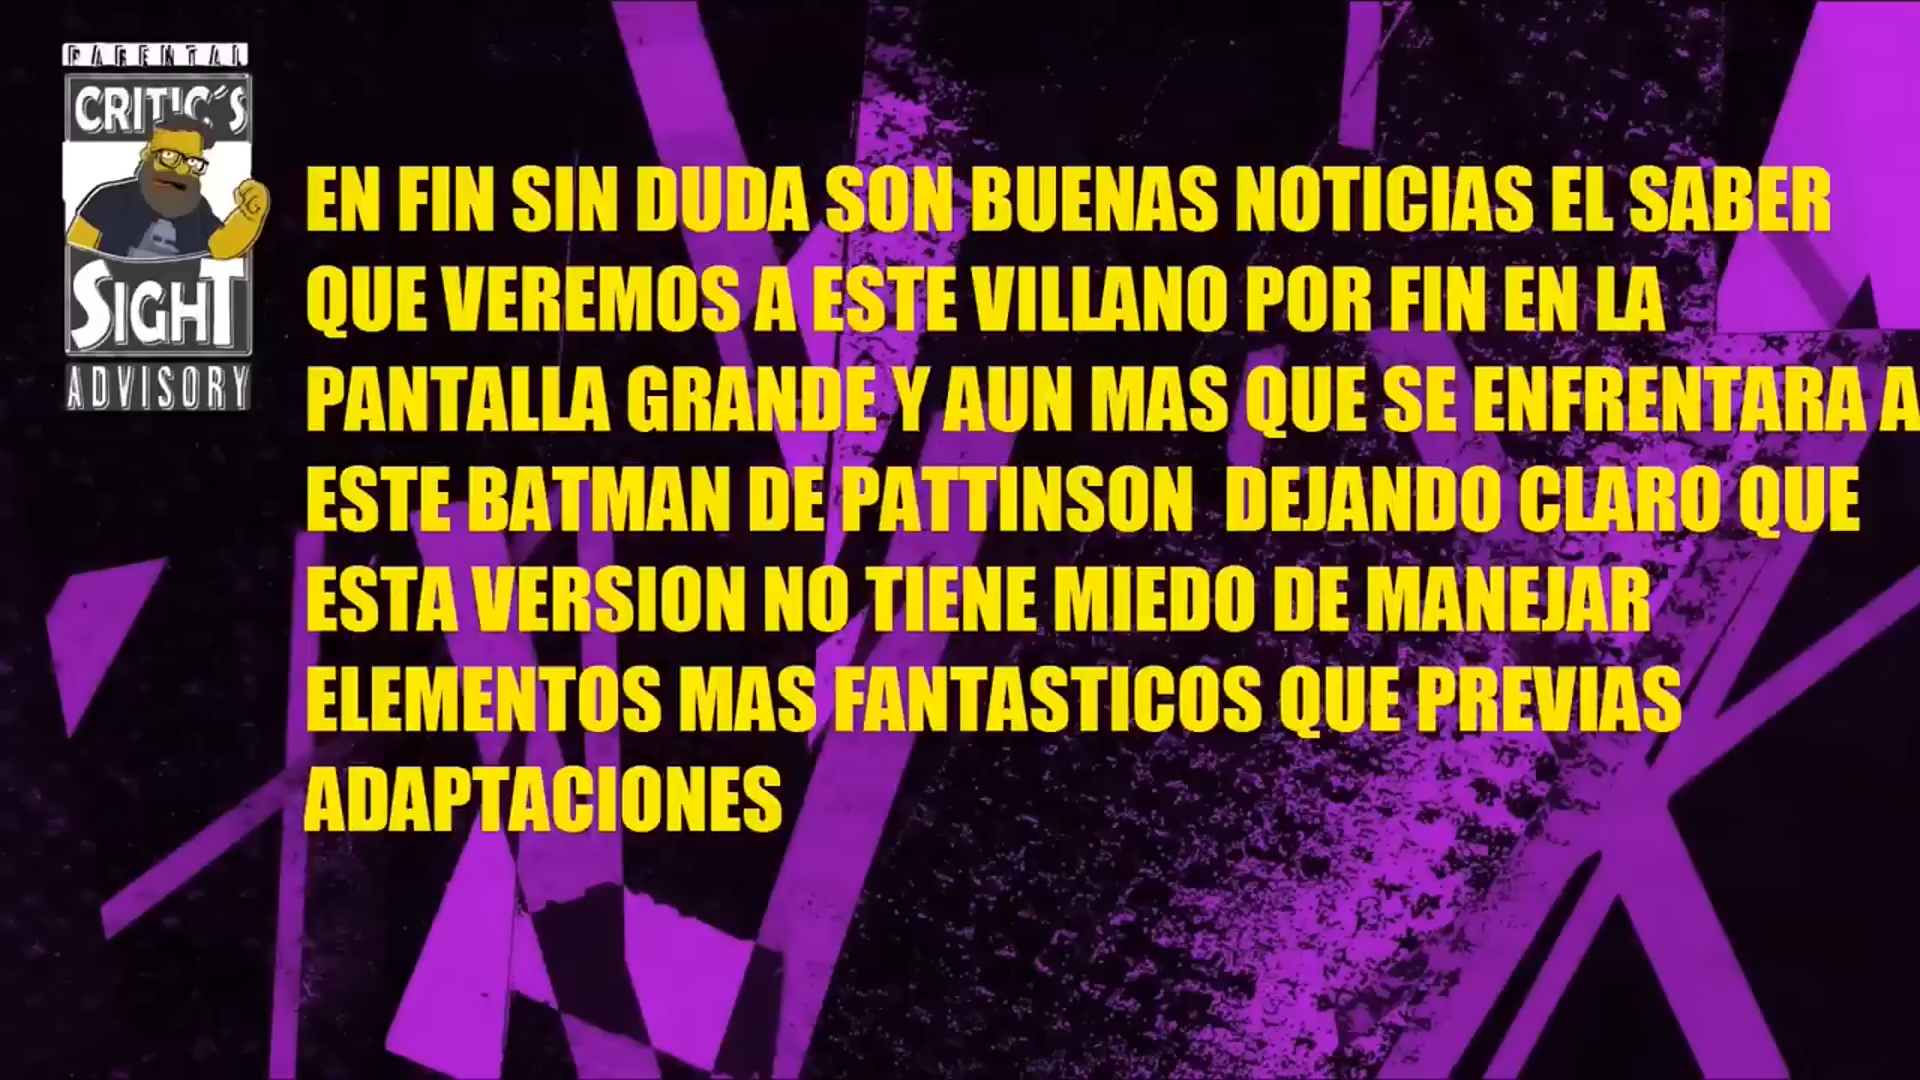 PARENTAL
CRITIC'S
SIGHT
ADVISORY
EN FIN SIN DUDA SON BUENAS NOTICIAS EL SABER
QUE VEREMOS A ESTE VILLANO POR FIN EN LA
PANTALLA GRANDE Y AUN MAS QUE SE ENFRENTARA A
ESTE BATMAN DE PATTINSON DEJANDO CLARO QUE
ESTA VERSION NO TIENE MIEDO DE MANEJAR
ELEMENTOS MAS FANTASTICOS QUE PREVIAS
ADAPTACIONES